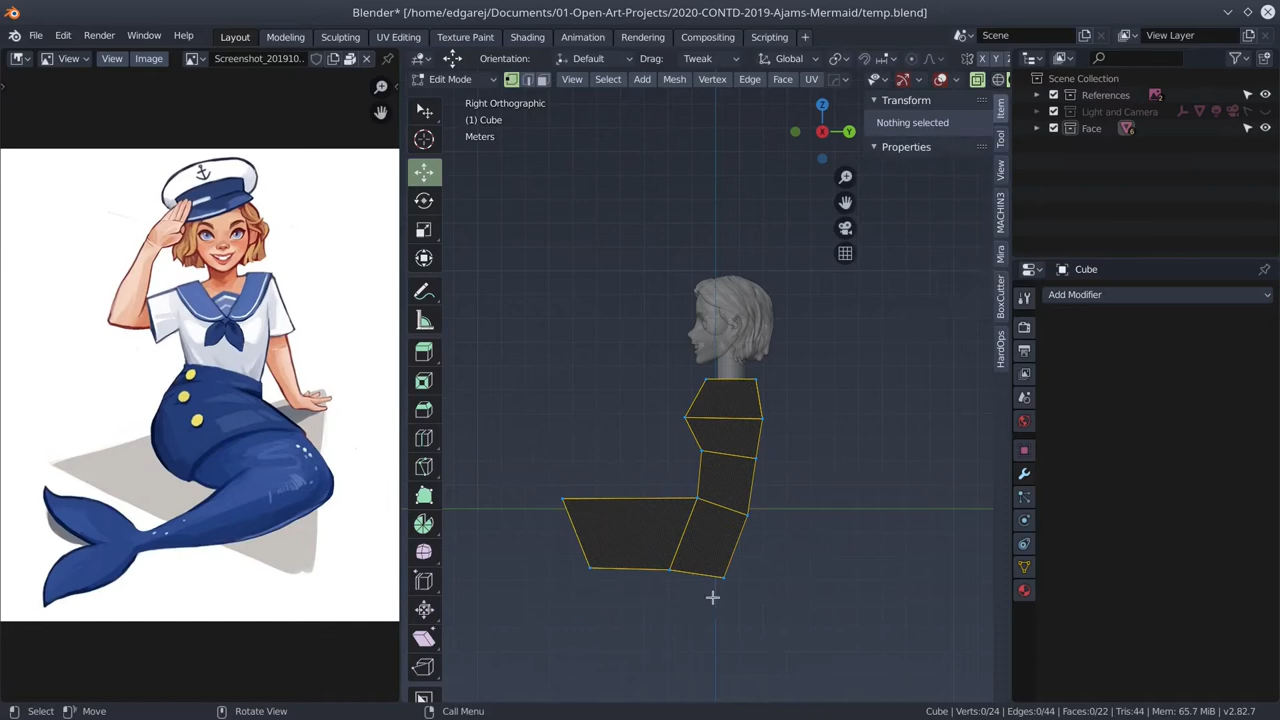 Blender* [/home/edgarej/Documents/01-Open-Art-Projects/2020-CONTD-2019-Ajams-Mermaid/temp.blend]
File Edit Render Window Help Layout Modeling Sculpting UV Editing Texture Paint Shading Animation Rendering Compositing Scripting + Scene View Layer
View View Image Screenshot_201910.. Orientation: Default Drag: Tweak Global X Y
Edit Mode View Select Add Mesh Vertex Edge Face UV
Scene Collection
References 2
Light and Camera
Face 6
Right Orthographic
(1) Cube
Meters
Transform
Nothing selected
Properties
Z
X
Y
Item
Tool
View
MACHIN3
Mira
BoxCutter
HardOps
Cube
Add Modifier
Select Move Rotate View Call Menu Cube | Verts:0/24 | Edges:0/44 | Faces:0/22 | Tris:44 | Mem: 65.7 MiB | v2.82.7